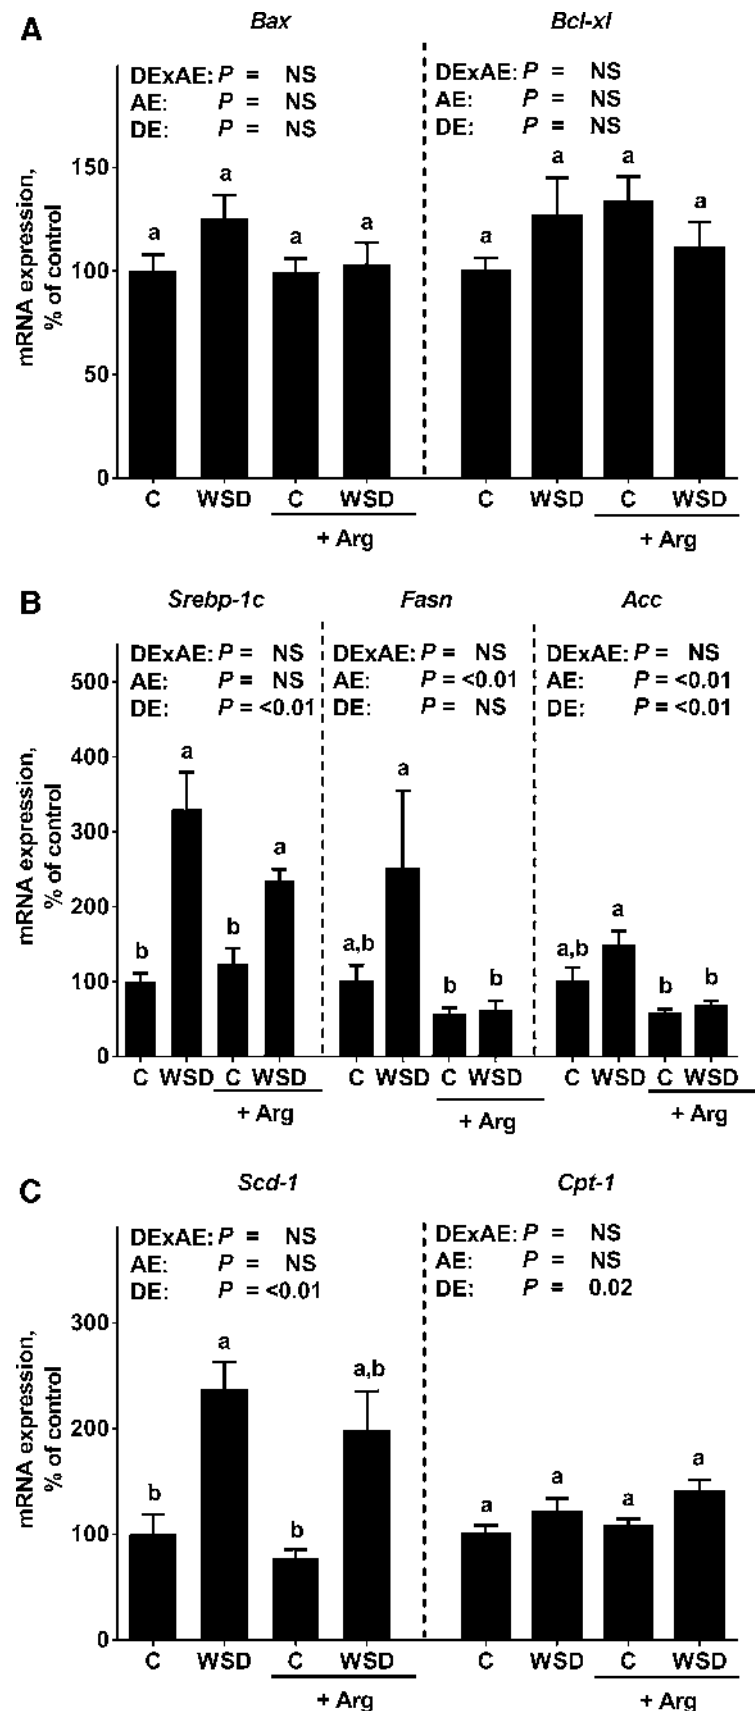 A
Bax Bcl-xl
DExAE: P = NS DExAE: P = NS
AE: P = NS AE: P = NS
DE: P = NS DE: P = NS
mRNA expression,
% of control
150
100
50
0
a a a a a a a a
C WSD C WSD C WSD C WSD
+ Arg + Arg
B
Srebp-1c Fasn Acc
DExAE: P = NS DExAE: P = NS DExAE: P = NS
AE: P = NS AE: P = <0.01 AE: P = <0.01
DE: P = <0.01 DE: P = NS DE: P = <0.01
mRNA expression,
% of control
500
400
300
200
100
0
b a b a a,b a b b a,b a b b
C WSD C WSD C WSD C WSD C WSD C WSD
+ Arg + Arg + Arg
C
Scd-1 Cpt-1
DExAE: P = NS DExAE: P = NS
AE: P = NS AE: P = NS
DE: P = <0.01 DE: P = 0.02
mRNA expression,
% of control
300
200
100
0
b a b a,b a a a a
C WSD C WSD C WSD C WSD
+ Arg + Arg